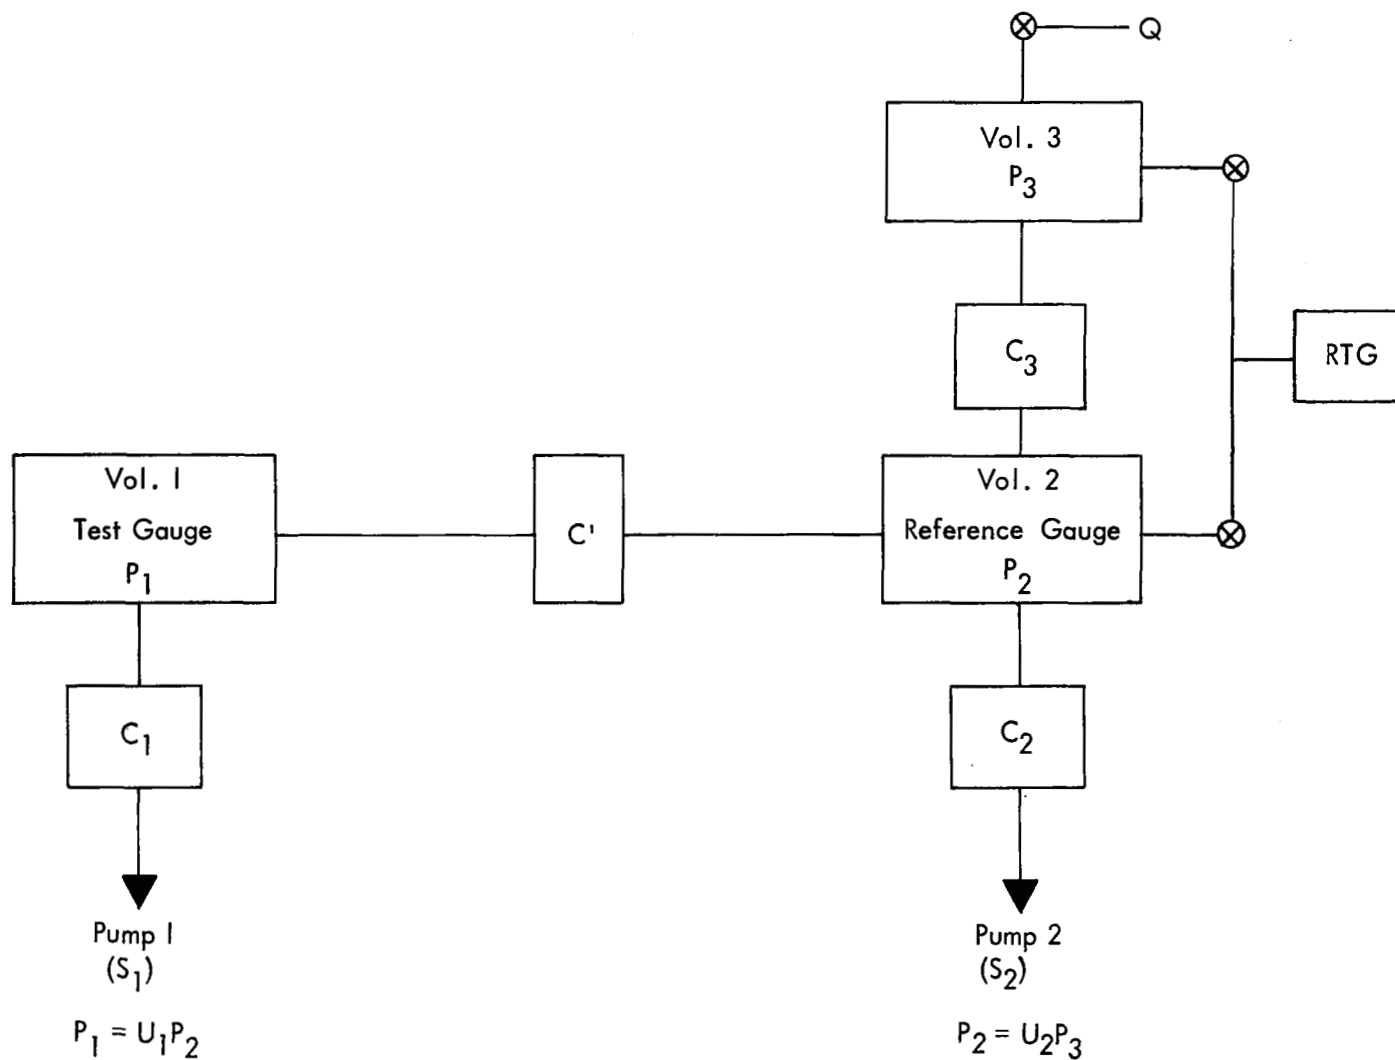 Q
Vol. 3
P₃
C₃
RTG
Vol. 1
Test Gauge
P₁
C'
Vol. 2
Reference Gauge
P₂
C₁
C₂
Pump 1
(S₁)
Pump 2
(S₂)
P₁ = U₁P₂
P₂ = U₂P₃